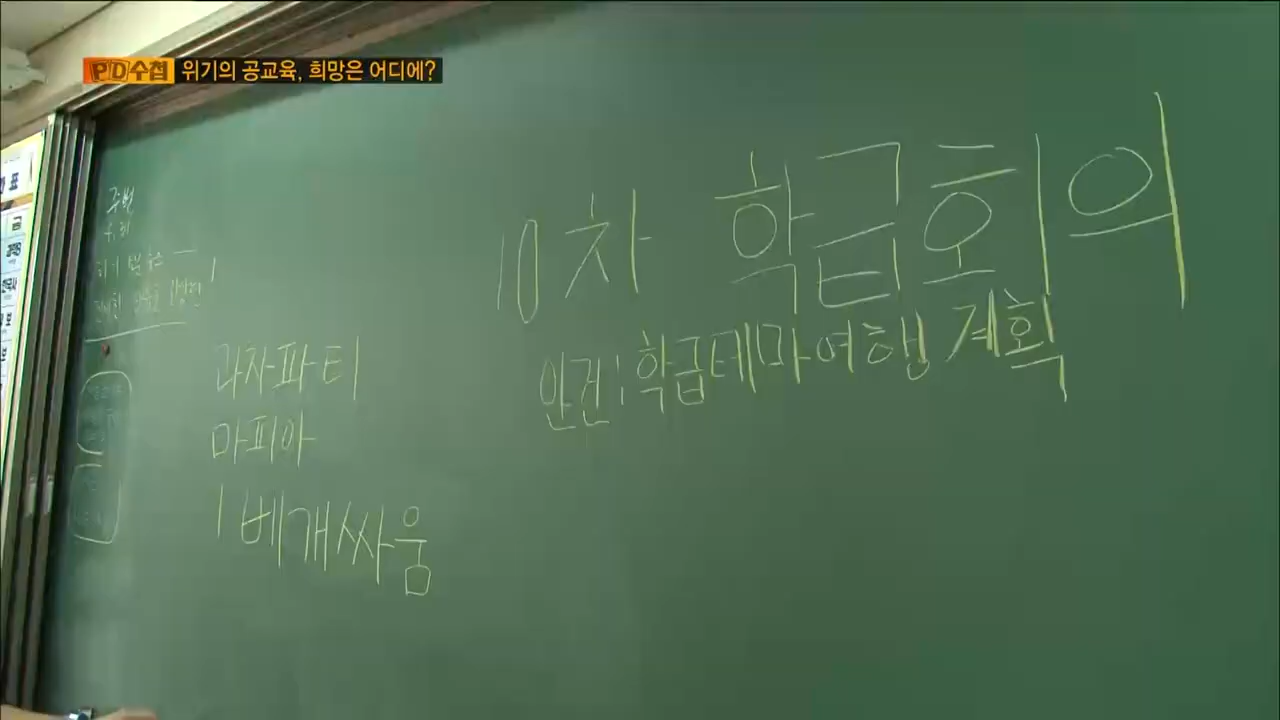 PD수첩 위기의 공교육, 희망은 어디에?
10차 학급회의
안건: 학급테마여행 계획
주번
과자파티
마피아
베개싸움